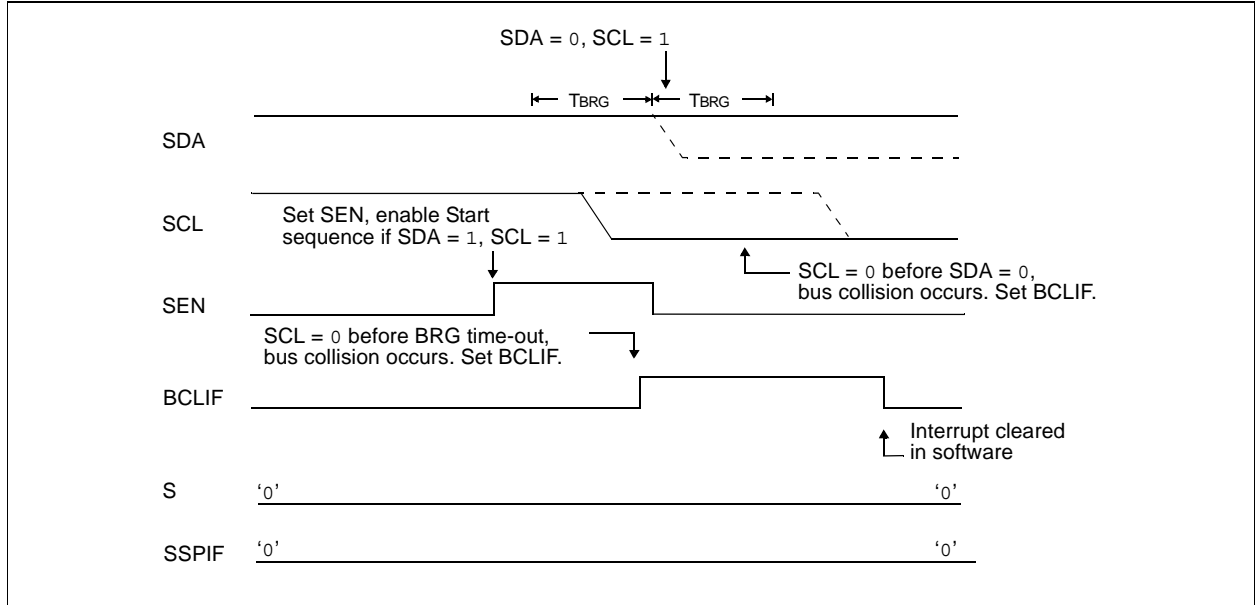 SDA = 0, SCL = 1
TBRG TBRG
SDA
SCL
Set SEN, enable Start
sequence if SDA = 1, SCL = 1
SCL = 0 before SDA = 0,
bus collision occurs. Set BCLIF.
SEN
SCL = 0 before BRG time-out,
bus collision occurs. Set BCLIF.
BCLIF
Interrupt cleared
in software
S ‘0’ ‘0’
SSPIF ‘0’ ‘0’